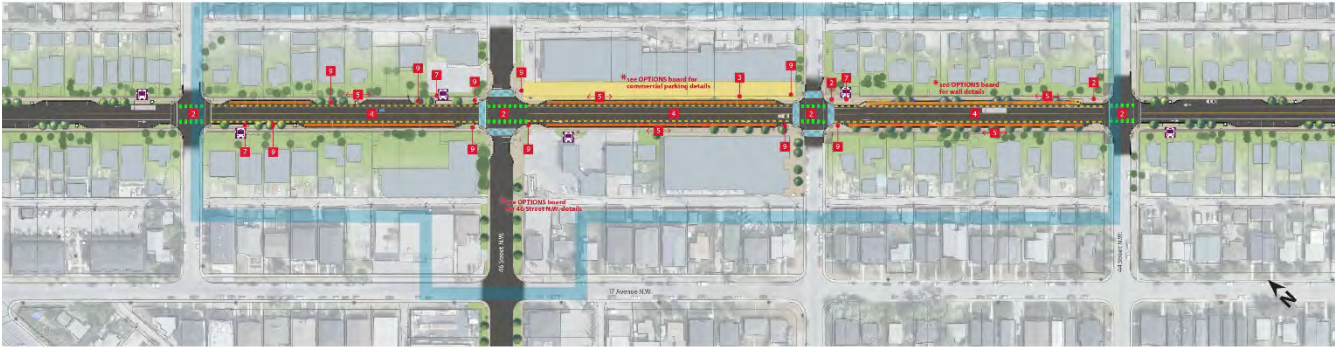 *see OPTIONS board for
commercial parking details
*see OPTIONS board
for wall details
9
9
7
9
9
3
9
2
7
2
5
5
5
2
4
2
4
2
4
2
7
9
9
9
5
9
9
5
*see OPTIONS board
for 46 Street N.W. details
46 Street N.W.
44 Street N.W.
17 Avenue N.W.
N